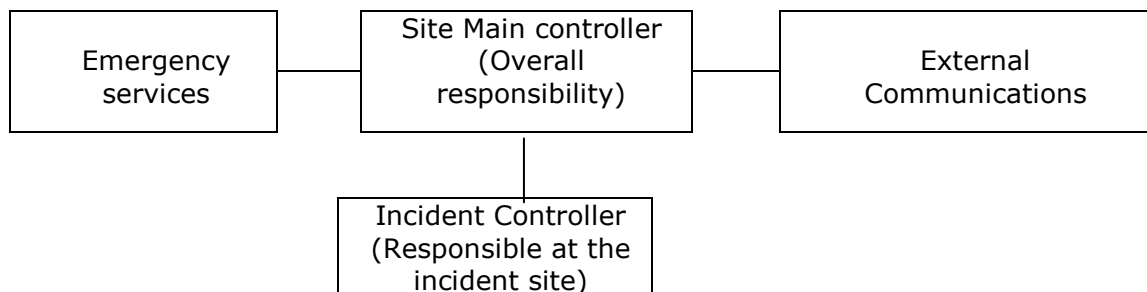 Emergency
services
Site Main controller
(Overall
responsibility)
External
Communications
Incident Controller
(Responsible at the
incident site)